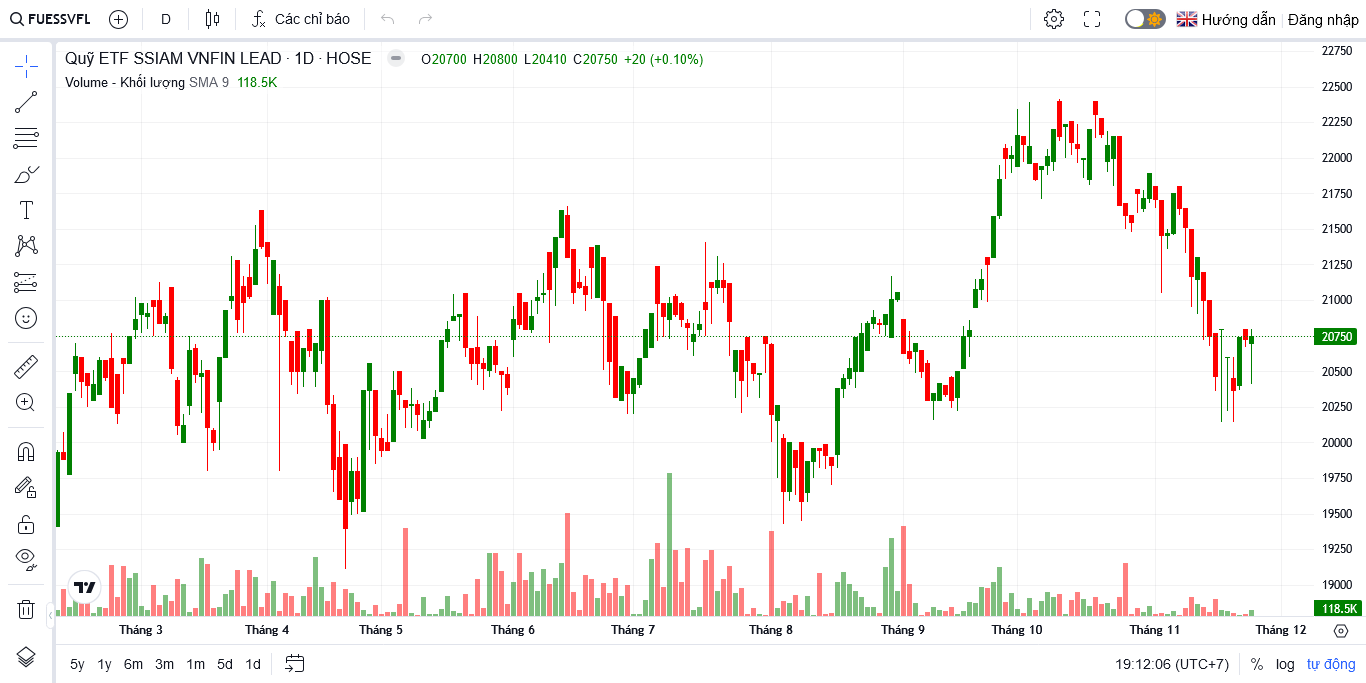 FUESSVFL D Các chỉ báo Hướng dẫn Đăng nhập
Quỹ ETF SSIAM VNFIN LEAD · 1D · HOSE O20700 H20800 L20410 C20750 +20 (+0.10%)
Volume - Khối lượng SMA 9 118.5K
22750
22500
22250
22000
21750
21500
21250
21000
20750
20500
20250
20000
19750
19500
19250
19000
118.5K
Tháng 3 Tháng 4 Tháng 5 Tháng 6 Tháng 7 Tháng 8 Tháng 9 Tháng 10 Tháng 11 Tháng 12
5y 1y 6m 3m 1m 5d 1d 19:12:06 (UTC+7) % log tự động